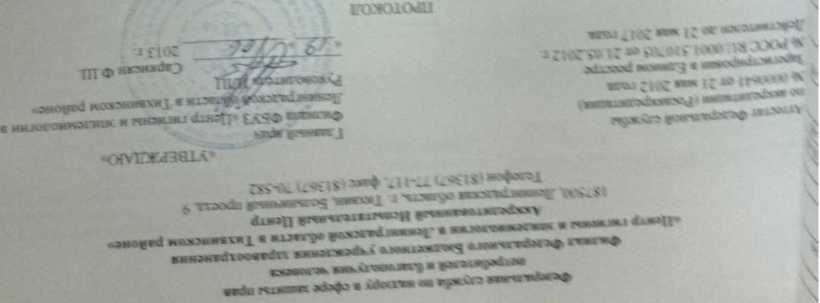 Федеральная служба по надзору в сфере защиты прав
потребителей и благополучия человека
Филиал Федерального бюджетного учреждения здравоохранения
«Центр гигиены и эпидемиологии в Ленинградской области в Тихвинском районе»
Аккредитованный Испытательный Центр
187500, Ленинградская область, г. Тихвин, Больничный проезд, 9
Телефон (81367) 77-117, факс (81367) 70-582
Аттестат Федеральной службы
по аккредитации (Росаккредитация)
№ 000641 от 21 мая 2012 года
Зарегистрирован в Едином реестре
№ РОСС RU.0001.510705 от 21.05.2012 г.
Действителен до 21 мая 2017 года
«УТВЕРЖДАЮ»
Главный врач
Филиала ФБУЗ «Центр гигиены и эпидемиологии в
Ленинградской области в Тихвинском районе»
Руководитель
Саркисян Ф.Ш.
«19» 2013 г.
ПРОТОКОЛ